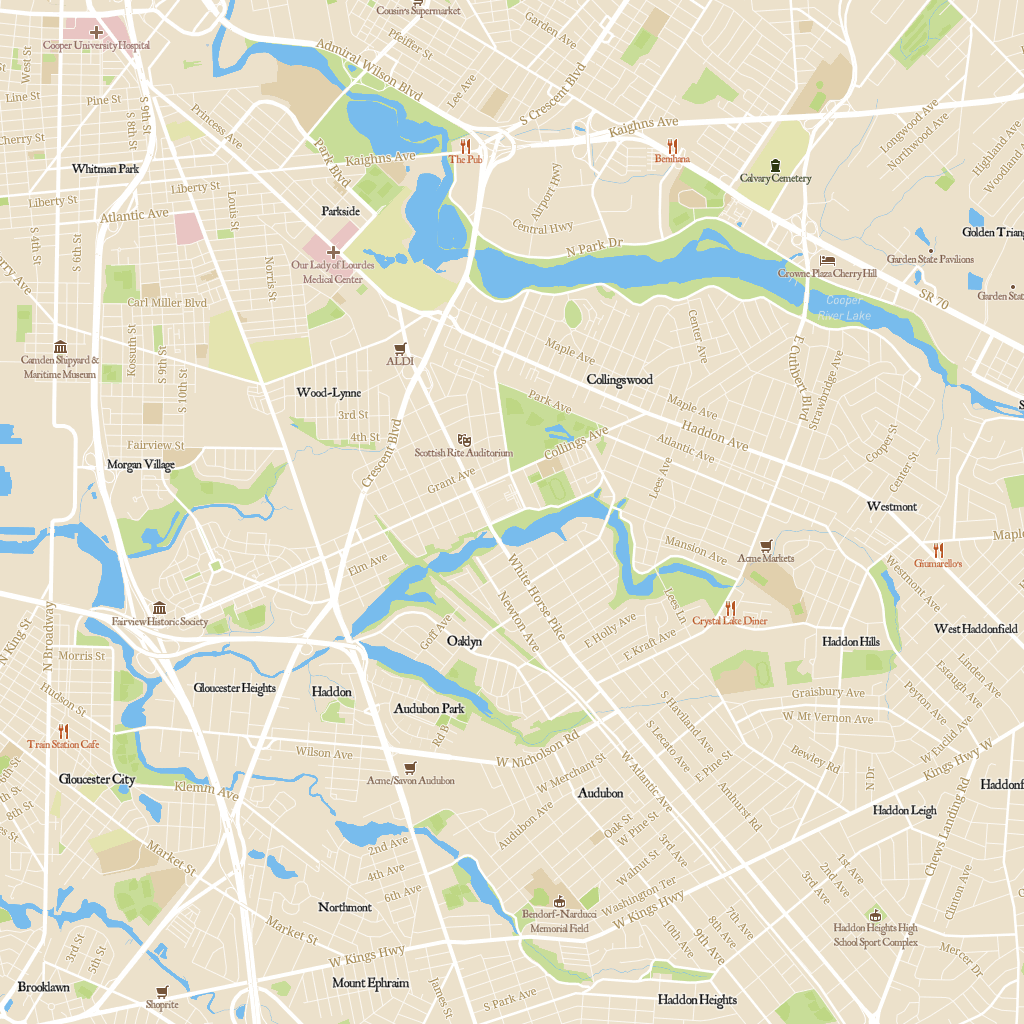 Cousin's Supermarket
Cooper University Hospital
Pfeiffer St
Garden Ave
Admiral Wilson Blvd
West St
Line St
Pine St
S 9th St
S 8th St
Princess Ave
Lee Ave
S Crescent Blvd
Kaighns Ave
Longwood Ave
Northwood Ave
Highland Ave
Woodland Ave
Cherry St
Whitman Park
Park Blvd
Kaighns Ave
The Pub
Benihana
Calvary Cemetery
Liberty St
Liberty St
Louis St
Atlantic Ave
Parkside
Airport Hwy
Central Hwy
N Park Dr
S 4th St
S 6th St
Norris St
Our Lady of Lourdes
Medical Center
Golden Triang
Garden State Pavilions
Crowne Plaza Cherry Hill
Garden Stat
SR 70
Cooper
River Lake
Carl Miller Blvd
Kossuth St
S 9th St
S 10th St
Camden Shipyard &
Maritime Museum
ALDI
Maple Ave
Center Ave
E Cuthbert Blvd
Strawbridge Ave
Collingswood
Wood-Lynne
Park Ave
Maple Ave
Haddon Ave
Atlantic Ave
3rd St
4th St
Crescent Blvd
Scottish Rite Auditorium
Collings Ave
Grant Ave
Lees Ave
Cooper St
Center St
Fairview St
Morgan Village
Westmont
Maple
Giumarello's
Westmont Ave
Mansion Ave
Acme Markets
Elm Ave
White Horse Pike
Newton Ave
Lees Ln
Crystal Lake Diner
Fairview Historic Society
N King St
N Broadway
Morris St
Goff Ave
Oaklyn
E Holly Ave
E Kraft Ave
Haddon Hills
West Haddonfield
Linden Ave
Estaugh Ave
Peyton Ave
W Euclid Ave
Kings Hwy W
Hudson St
Gloucester Heights
Haddon
Audubon Park
Rd B
Graisbury Ave
W Mt Vernon Ave
S Haviland Ave
S Lecato Ave
E Pine St
Bewley Rd
N Dr
Train Station Cafe
Wilson Ave
W Nicholson Rd
Acme/Savon Audubon
W Merchant St
W Atlantic Ave
Amhurst Rd
Gloucester City
Klemm Ave
8th St
Audubon
Haddon Leigh
Haddonf
Chews Landing Rd
Audubon Ave
Oak St
W Pine St
3rd Ave
Walnut St
Market St
2nd Ave
4th Ave
6th Ave
1st Ave
2nd Ave
3rd Ave
Clinton Ave
Northmont
Washington Ter
W Kings Hwy
Bendorf-Narducci
Memorial Field
7th Ave
8th Ave
9th Ave
10th Ave
Haddon Heights High
School Sport Complex
Mercer Dr
Market St
W Kings Hwy
3rd St
5th St
Brooklawn
Shoprite
Mount Ephraim
James St
S Park Ave
Haddon Heights